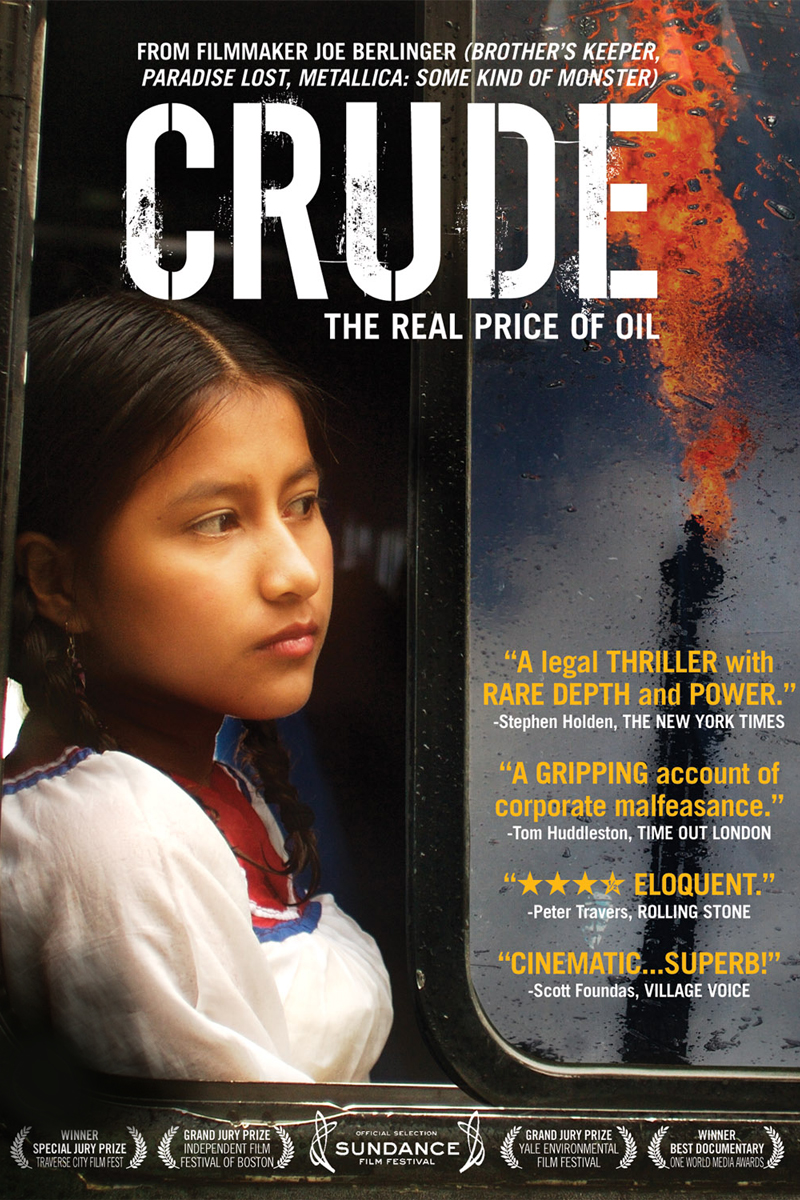 FROM FILMMAKER JOE BERLINGER (BROTHER'S KEEPER,
PARADISE LOST, METALLICA: SOME KIND OF MONSTER)
CRUDE
THE REAL PRICE OF OIL
“A legal THRILLER with
RARE DEPTH and POWER.”
-Stephen Holden, THE NEW YORK TIMES
“A GRIPPING account of
corporate malfeasance.”
-Tom Huddleston, TIME OUT LONDON
“★★★½ ELOQUENT.”
-Peter Travers, ROLLING STONE
“CINEMATIC...SUPERB!”
-Scott Foundas, VILLAGE VOICE
WINNER
SPECIAL JURY PRIZE
TRAVERSE CITY FILM FEST
GRAND JURY PRIZE
INDEPENDENT FILM
FESTIVAL OF BOSTON
OFFICIAL SELECTION
SUNDANCE
FILM FESTIVAL
GRAND JURY PRIZE
YALE ENVIRONMENTAL
FILM FESTIVAL
WINNER
BEST DOCUMENTARY
ONE WORLD MEDIA AWARDS